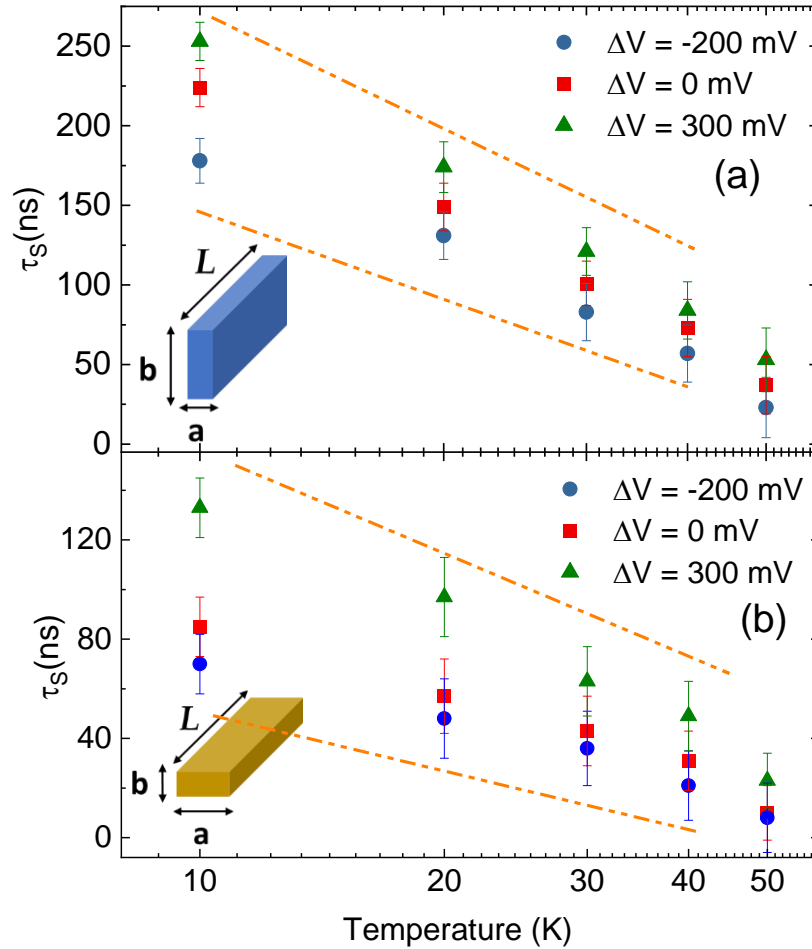 250
200
150
100
50
0
τS(ns)
ΔV = -200 mV
ΔV = 0 mV
ΔV = 300 mV
(a)
L
b
a
120
80
40
0
τS(ns)
ΔV = -200 mV
ΔV = 0 mV
ΔV = 300 mV
(b)
L
b
a
10 20 30 40 50
Temperature (K)